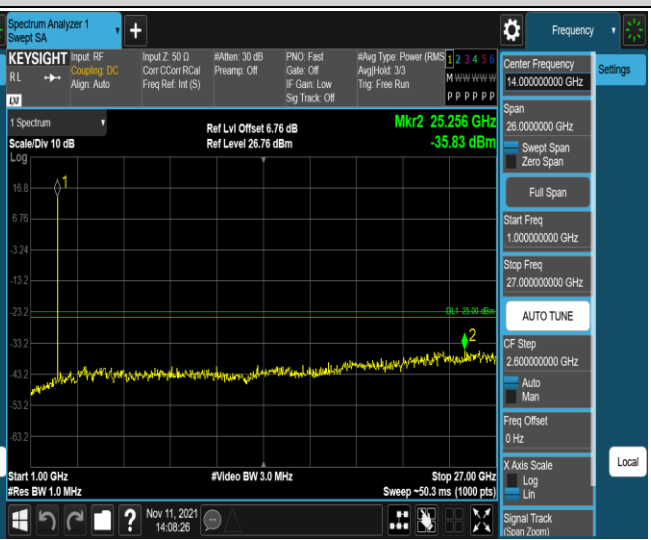 Spectrum Analyzer 1
Swept SA
+
Frequency
KEYSIGHT
RL
Input: RF
Coupling: DC
Align: Auto
Input Z: 50 Ω
Corr CCorr RCal
Freq Ref: Int (S)
#Atten: 30 dB
Preamp: Off
PNO: Fast
Gate: Off
IF Gain: Low
Sig Track: Off
#Avg Type: Power (RMS
Avg|Hold: 3/3
Trig: Free Run
1 2 3 4 5 6
M W W W W W
P P P P P P
LXI
1 Spectrum
Scale/Div 10 dB
Log
Ref Lvl Offset 6.76 dB
Ref Level 26.76 dBm
Mkr2 25.256 GHz
-35.83 dBm
16.8
6.76
-3.24
-13.2
-23.2
-33.2
-43.2
-53.2
-63.2
1
DL1 -25.00 dBm
2
Start 1.00 GHz
#Res BW 1.0 MHz
#Video BW 3.0 MHz
Stop 27.00 GHz
Sweep ~50.3 ms (1000 pts)
?
Nov 11, 2021
14:08:26
Center Frequency
14.000000000 GHz
Span
26.0000000 GHz
Swept Span
Zero Span
Full Span
Start Freq
1.000000000 GHz
Stop Freq
27.000000000 GHz
AUTO TUNE
CF Step
2.600000000 GHz
Auto
Man
Freq Offset
0 Hz
X Axis Scale
Log
Lin
Signal Track
(Span Zoom)
Settings
Local